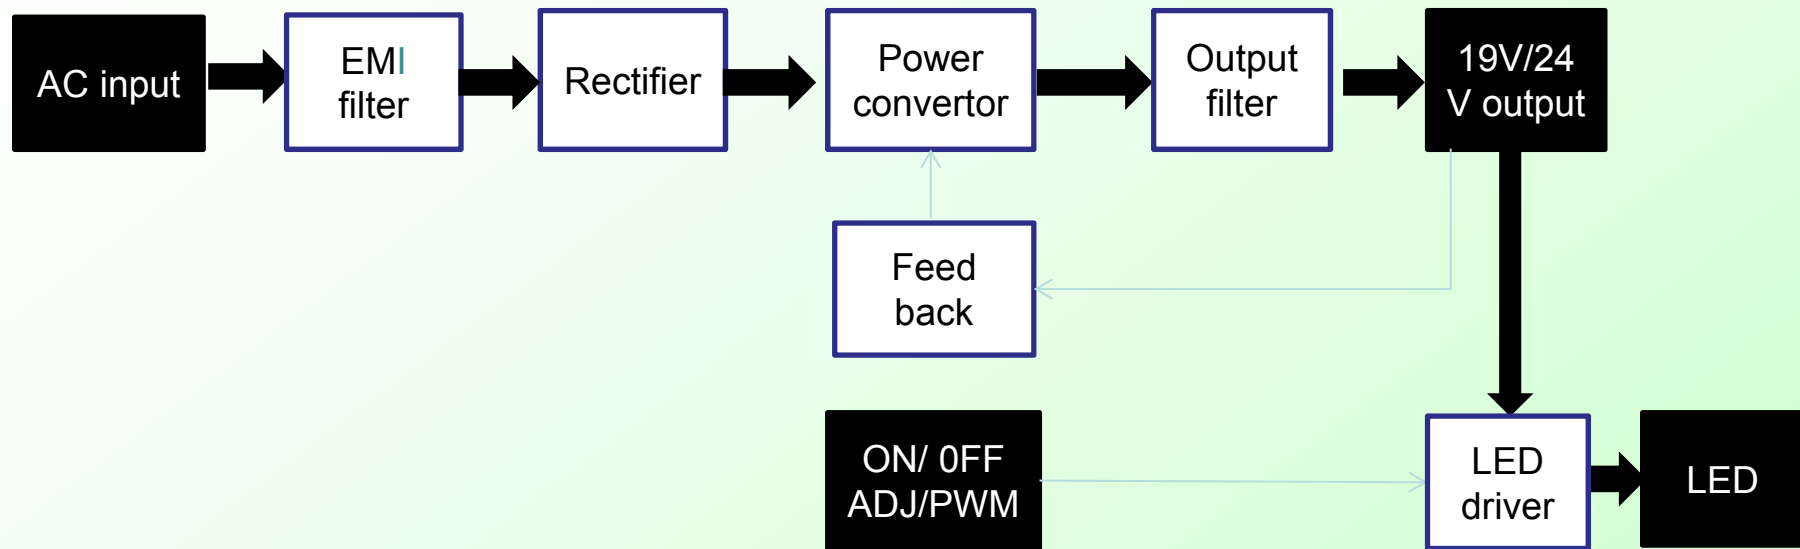 AC input
EMI
filter
Rectifier
Power
convertor
Output
filter
19V/24
V output
Feed
back
ON/ 0FF
ADJ/PWM
LED
driver
LED